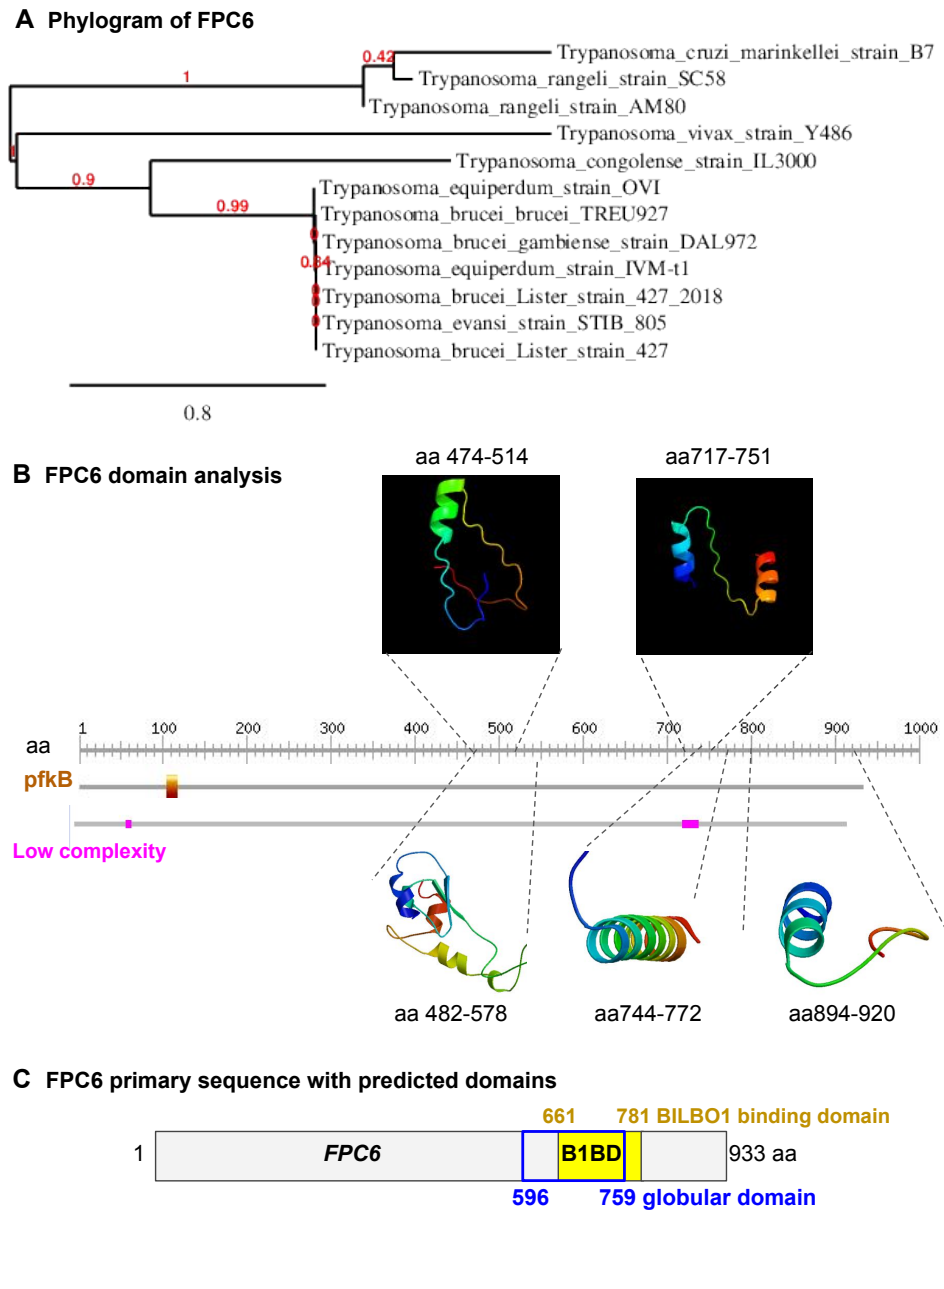 A Phylogram of FPC6
0.42
Trypanosoma_cruzi_marinkellei_strain_B7
1
Trypanosoma_rangeli_strain_SC58
Trypanosoma_rangeli_strain_AM80
Trypanosoma_vivax_strain_Y486
Trypanosoma_congolense_strain_IL3000
0.9
Trypanosoma_equiperdum_strain_OVI
0.99
Trypanosoma_brucei_brucei_TREU927
Trypanosoma_brucei_gambiense_strain_DAL972
0.84
Trypanosoma_equiperdum_strain_IVM-t1
Trypanosoma_brucei_Lister_strain_427_2018
Trypanosoma_evansi_strain_STIB_805
Trypanosoma_brucei_Lister_strain_427
0.8
B FPC6 domain analysis
aa 474-514
aa717-751
1 100 200 300 400 500 600 700 800 900 1000
aa
pfkB
Low complexity
aa 482-578
aa744-772
aa894-920
C FPC6 primary sequence with predicted domains
661 781 BILBO1 binding domain
1 FPC6 B1BD 933 aa
596 759 globular domain